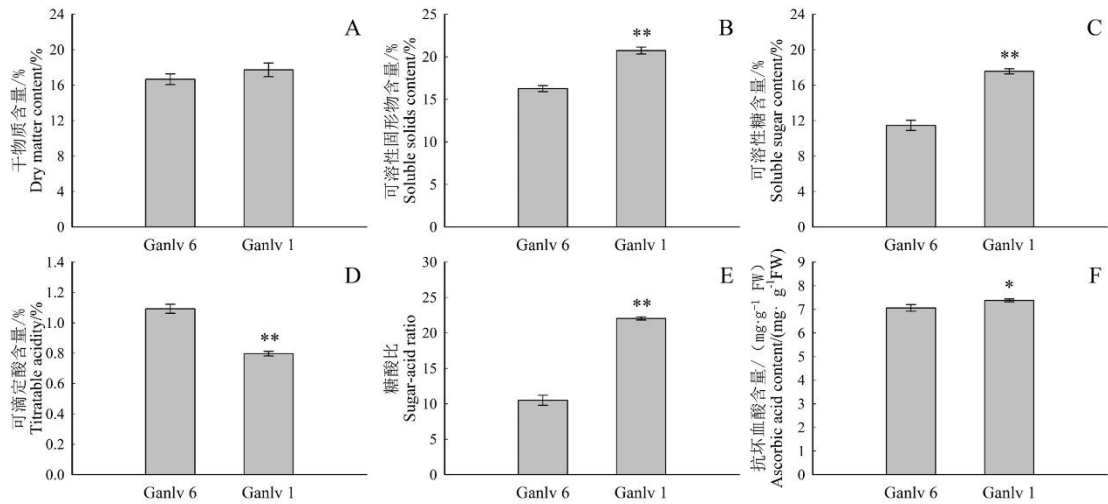 A
干物质含量/%
Dry matter content/%
24
20
16
12
8
4
0
Ganlv 6
Ganlv 1
B
可溶性固形物含量/%
Soluble solids content/%
25
20
15
10
5
0
**
Ganlv 6
Ganlv 1
C
可溶性糖含量/%
Soluble sugar content/%
24
20
16
12
8
4
0
**
Ganlv 6
Ganlv 1
D
可滴定酸含量/%
Titratable acidity/%
1.4
1.2
1.0
0.8
0.6
0.4
0.2
0.0
**
Ganlv 6
Ganlv 1
E
糖酸比
Sugar-acid ratio
30
25
20
15
10
5
0
**
Ganlv 6
Ganlv 1
F
抗坏血酸含量/（mg·g⁻¹ FW）
Ascorbic acid content/(mg· g⁻¹FW)
9
8
7
6
5
4
3
2
1
0
*
Ganlv 6
Ganlv 1